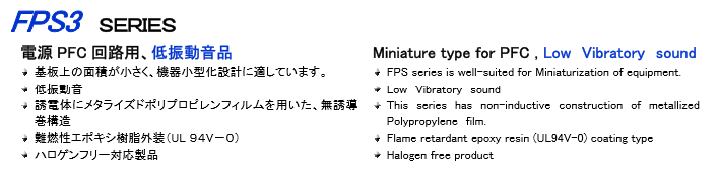 FPS3 SERIES
電源 PFC 回路用、低振動音品
基板上の面積が小さく、機器小型化設計に適しています。
低振動音
誘電体にメタライズドポリプロピレンフィルムを用いた、無誘導
巻構造
難燃性エポキシ樹脂外装(UL 94V-0)
ハロゲンフリー対応製品
Miniature type for PFC , Low Vibratory sound
FPS series is well-suited for Miniaturization of equipment.
Low Vibratory sound
This series has non-inductive construction of metallized
Polypropylene film.
Flame retardant epoxy resin (UL94V-0) coating type
Halogen free product